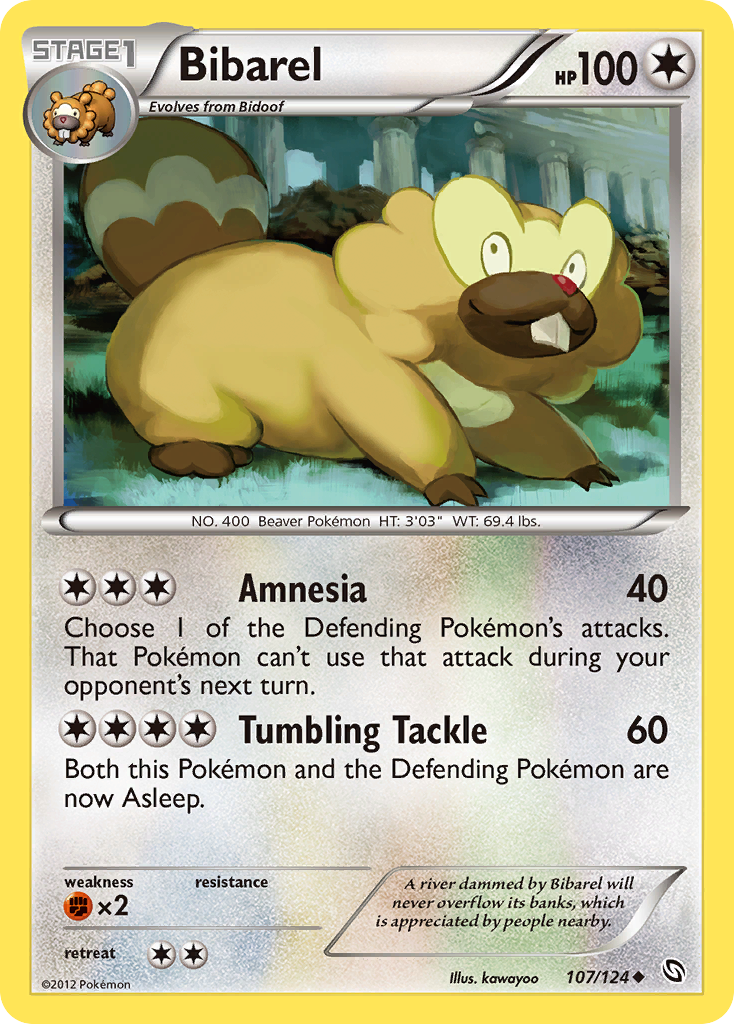 STAGE1
Bibarel
HP100
Evolves from Bidoof
NO. 400 Beaver Pokémon HT: 3'03" WT: 69.4 lbs.
Amnesia 40
Choose 1 of the Defending Pokémon's attacks.
That Pokémon can't use that attack during your
opponent's next turn.
Tumbling Tackle 60
Both this Pokémon and the Defending Pokémon are
now Asleep.
weakness resistance
×2
A river dammed by Bibarel will
never overflow its banks, which
is appreciated by people nearby.
retreat
©2012 Pokémon
Illus. kawayoo 107/124